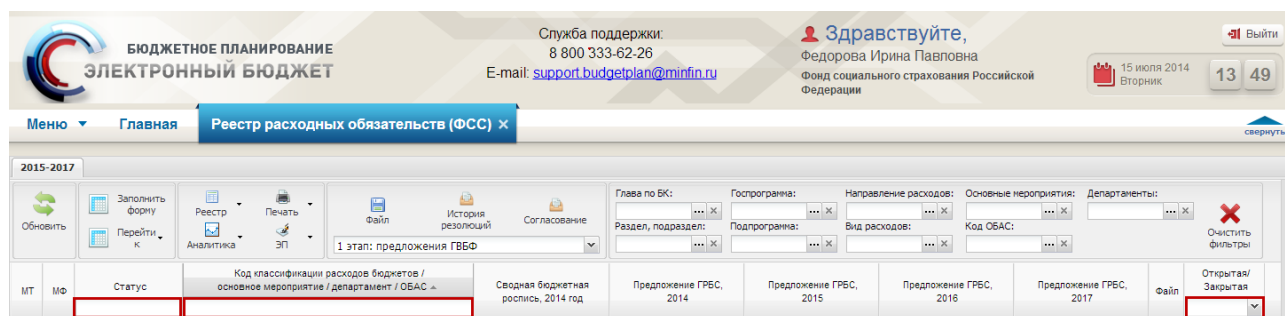 БЮДЖЕТНОЕ ПЛАНИРОВАНИЕ
ЭЛЕКТРОННЫЙ БЮДЖЕТ
Служба поддержки:
8 800 333-62-26
E-mail: support.budgetplan@minfin.ru
Здравствуйте,
Федорова Ирина Павловна
Фонд социального страхования Российской
Федерации
Выйти
15 июля 2014
Вторник
13 49
Меню Главная Реестр расходных обязательств (ФСС) ×
свернуть
2015-2017
Обновить
Заполнить
форму
Перейти
к
Реестр
Аналитика
Печать
ЭП
Файл
История
резолюций
Согласование
1 этап: предложения ГВБФ
Глава по БК:
Раздел, подраздел:
Госпрограмма:
Подпрограмма:
Направление расходов:
Вид расходов:
Основные мероприятия:
Код ОБАС:
Департаменты:
Очистить
фильтры
МТ
МФ
Статус
Код классификации расходов бюджетов /
основное мероприятие / департамент / ОБАС
Сводная бюджетная
роспись, 2014 год
Предложение ГРБС,
2014
Предложение ГРБС,
2015
Предложение ГРБС,
2016
Предложение ГРБС,
2017
Файл
Открытая/
Закрытая